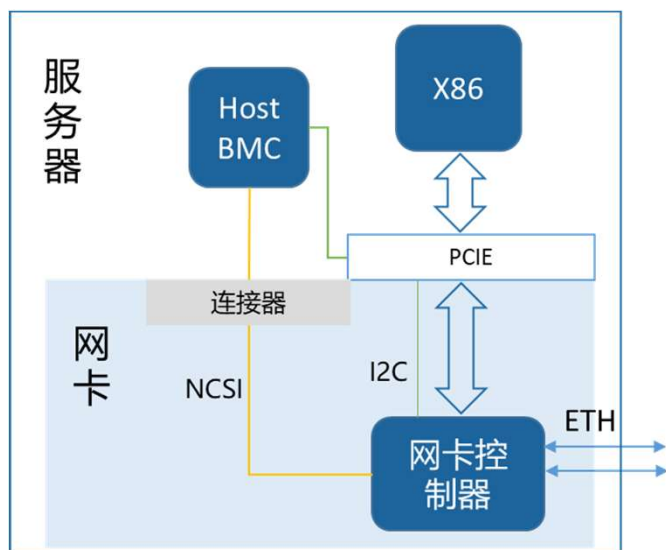 服
务
器
Host
BMC
X86
PCIE
连接器
网
卡
NCSI
I2C
ETH
网卡控
制器